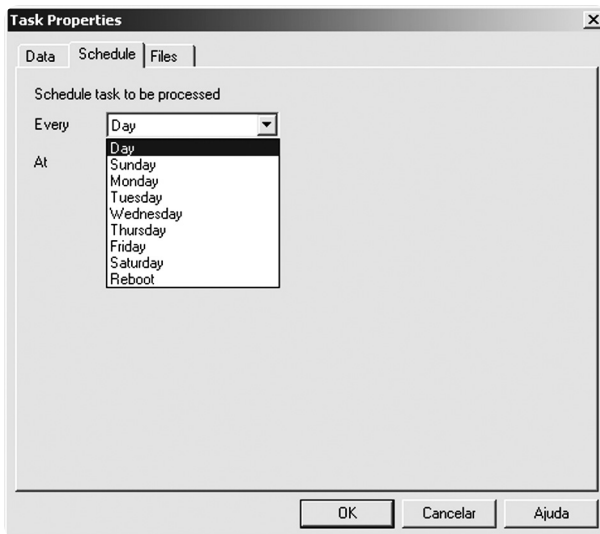 Task Properties
Data Schedule Files
Schedule task to be processed
Every Day
Day
At
Sunday
Monday
Tuesday
Wednesday
Thursday
Friday
Saturday
Reboot
OK Cancelar Ajuda